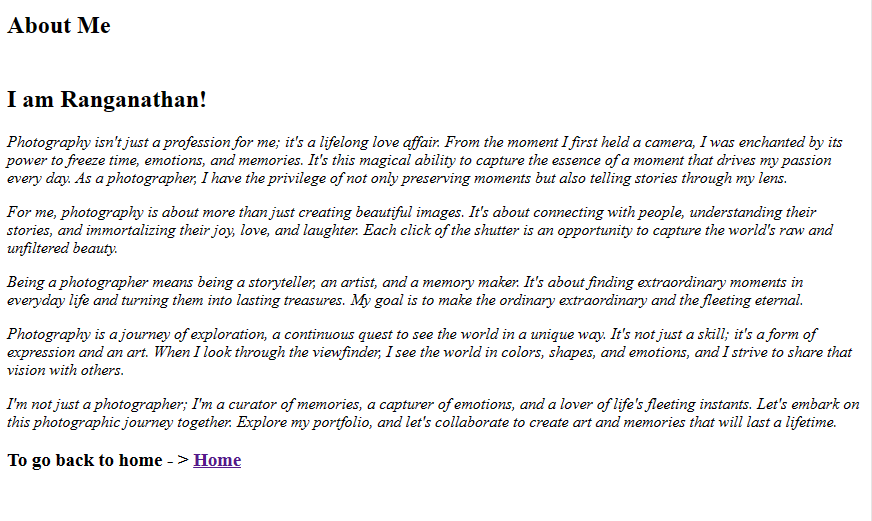 About Me
I am Ranganathan!
Photography isn't just a profession for me; it's a lifelong love affair. From the moment I first held a camera, I was enchanted by its
power to freeze time, emotions, and memories. It's this magical ability to capture the essence of a moment that drives my passion
every day. As a photographer, I have the privilege of not only preserving moments but also telling stories through my lens.
For me, photography is about more than just creating beautiful images. It's about connecting with people, understanding their
stories, and immortalizing their joy, love, and laughter. Each click of the shutter is an opportunity to capture the world's raw and
unfiltered beauty.
Being a photographer means being a storyteller, an artist, and a memory maker. It's about finding extraordinary moments in
everyday life and turning them into lasting treasures. My goal is to make the ordinary extraordinary and the fleeting eternal.
Photography is a journey of exploration, a continuous quest to see the world in a unique way. It's not just a skill; it's a form of
expression and an art. When I look through the viewfinder, I see the world in colors, shapes, and emotions, and I strive to share that
vision with others.
I'm not just a photographer; I'm a curator of memories, a capturer of emotions, and a lover of life's fleeting instants. Let's embark on
this photographic journey together. Explore my portfolio, and let's collaborate to create art and memories that will last a lifetime.
To go back to home - > Home